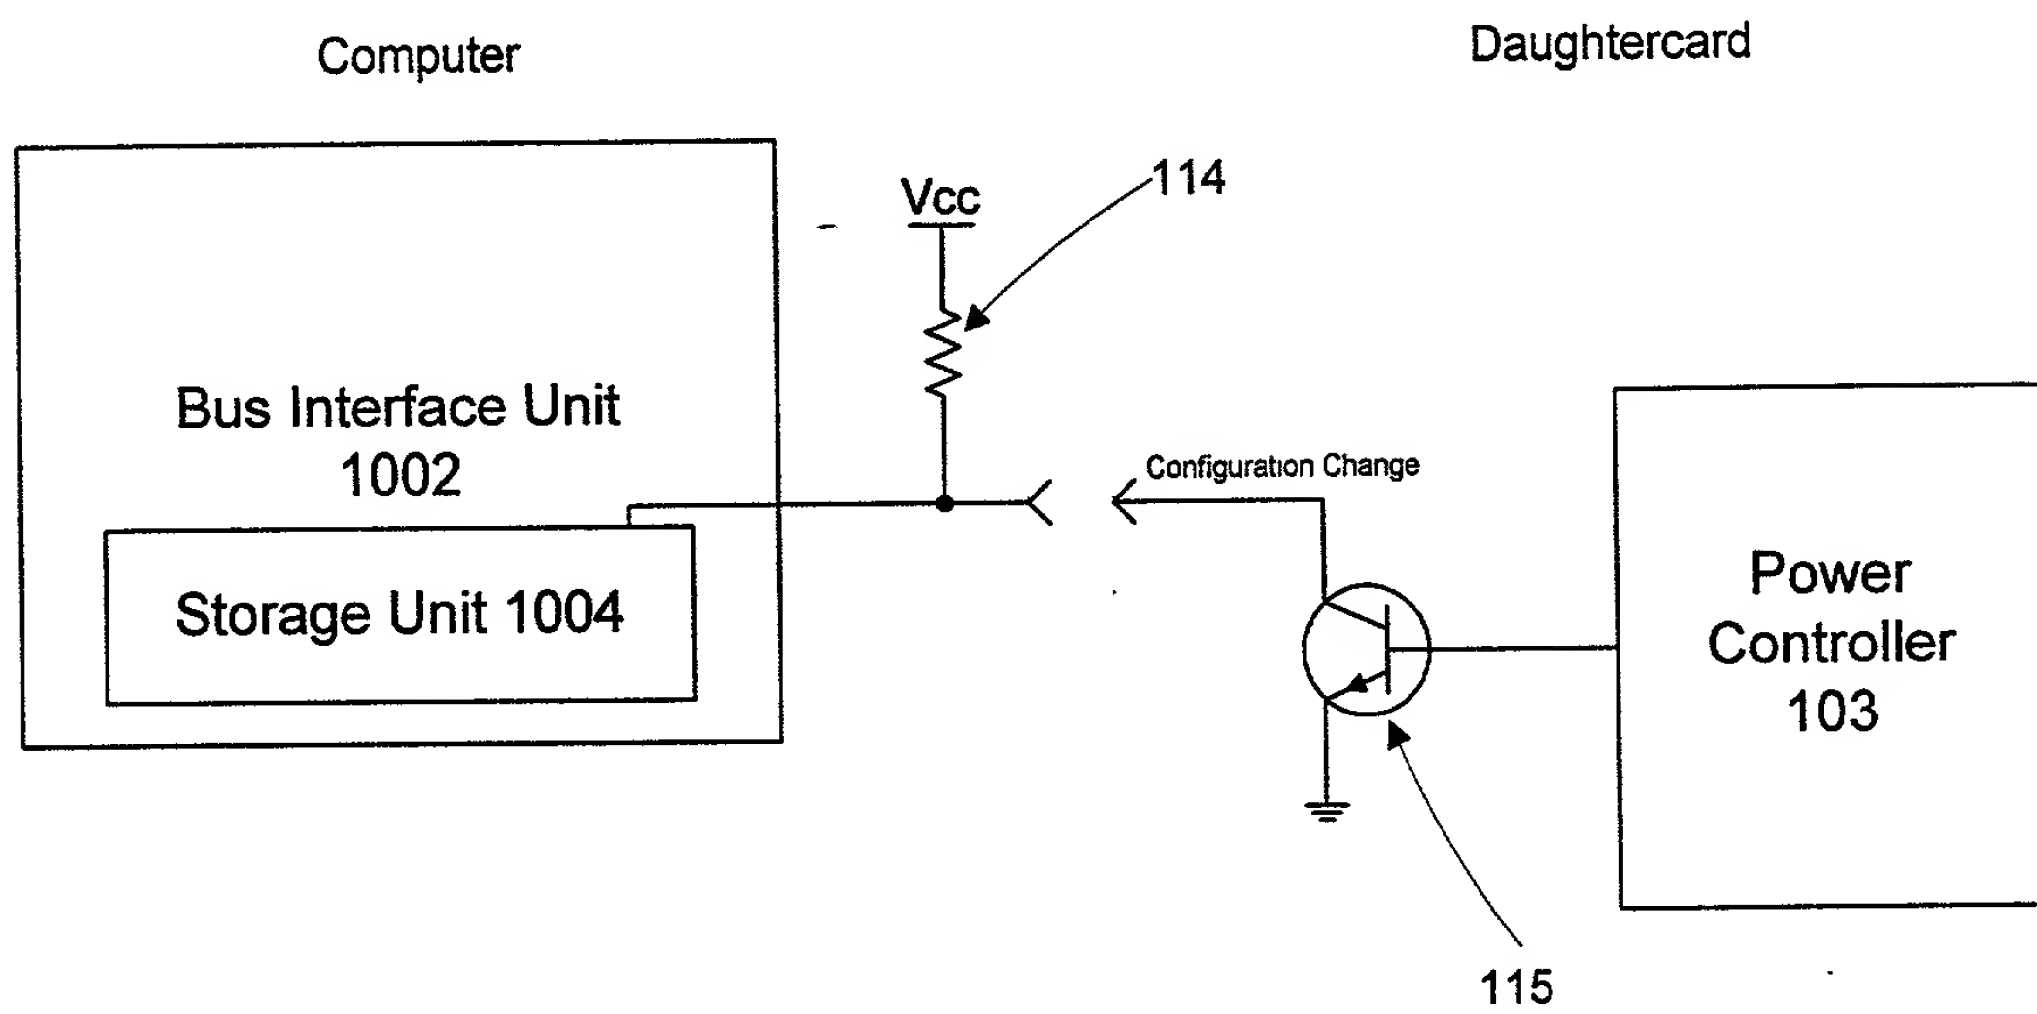 Computer
Daughtercard
Vcc
114
Bus Interface Unit
1002
Configuration Change
Storage Unit 1004
Power
Controller
103
115